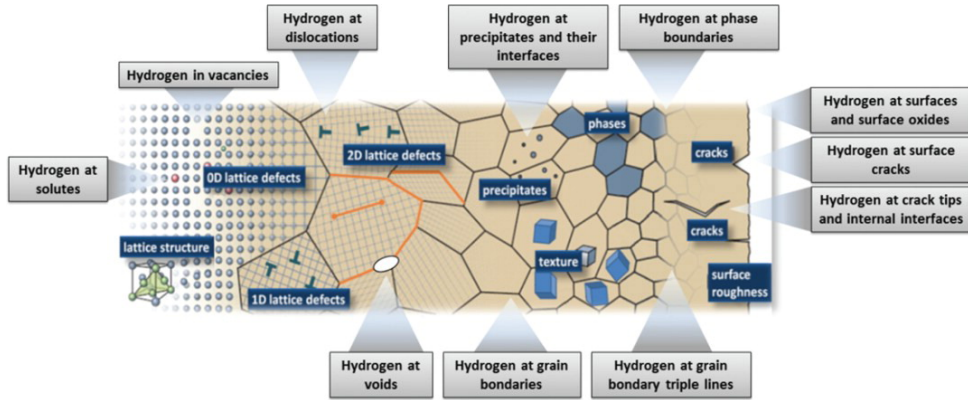 Hydrogen at
dislocations
Hydrogen at
precipitates and their
interfaces
Hydrogen at phase
boundaries
Hydrogen in vacancies
Hydrogen at surfaces
and surface oxides
phases
2D lattice defects
cracks
Hydrogen at surface
cracks
Hydrogen at
solutes
0D lattice defects
precipitates
Hydrogen at crack tips
and internal interfaces
cracks
lattice structure
texture
surface
roughness
1D lattice defects
Hydrogen at
voids
Hydrogen at grain
bondaries
Hydrogen at grain
bondary triple lines